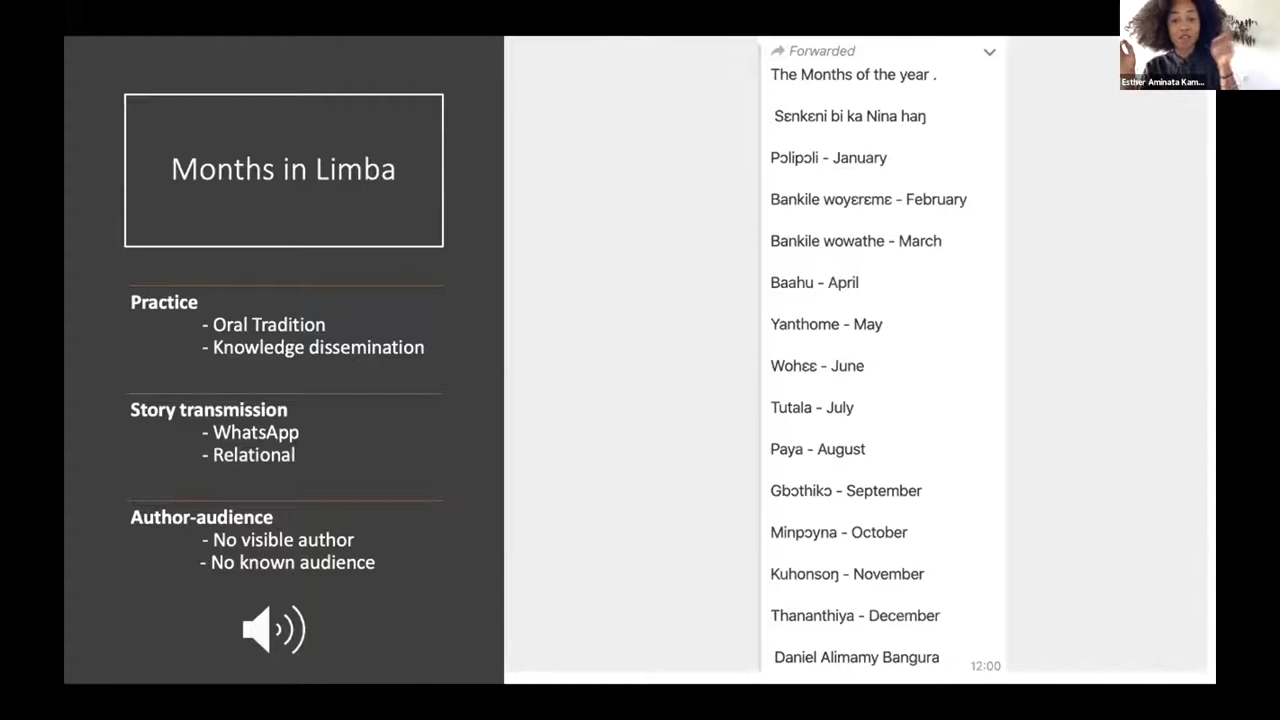 Months in Limba
Practice
- Oral Tradition
- Knowledge dissemination
Story transmission
- WhatsApp
- Relational
Author-audience
- No visible author
- No known audience
Forwarded
The Months of the year .
Sɛnkɛni bi ka Nina haŋ
Pɔlipɔli - January
Bankile woyɛrɛmɛ - February
Bankile wowathe - March
Baahu - April
Yanthome - May
Wohɛɛ - June
Tutala - July
Paya - August
Gbɔthikɔ - September
Minpɔyna - October
Kuhonsoŋ - November
Thananthiya - December
Daniel Alimamy Bangura
12:00
Esther Aminata Kam...